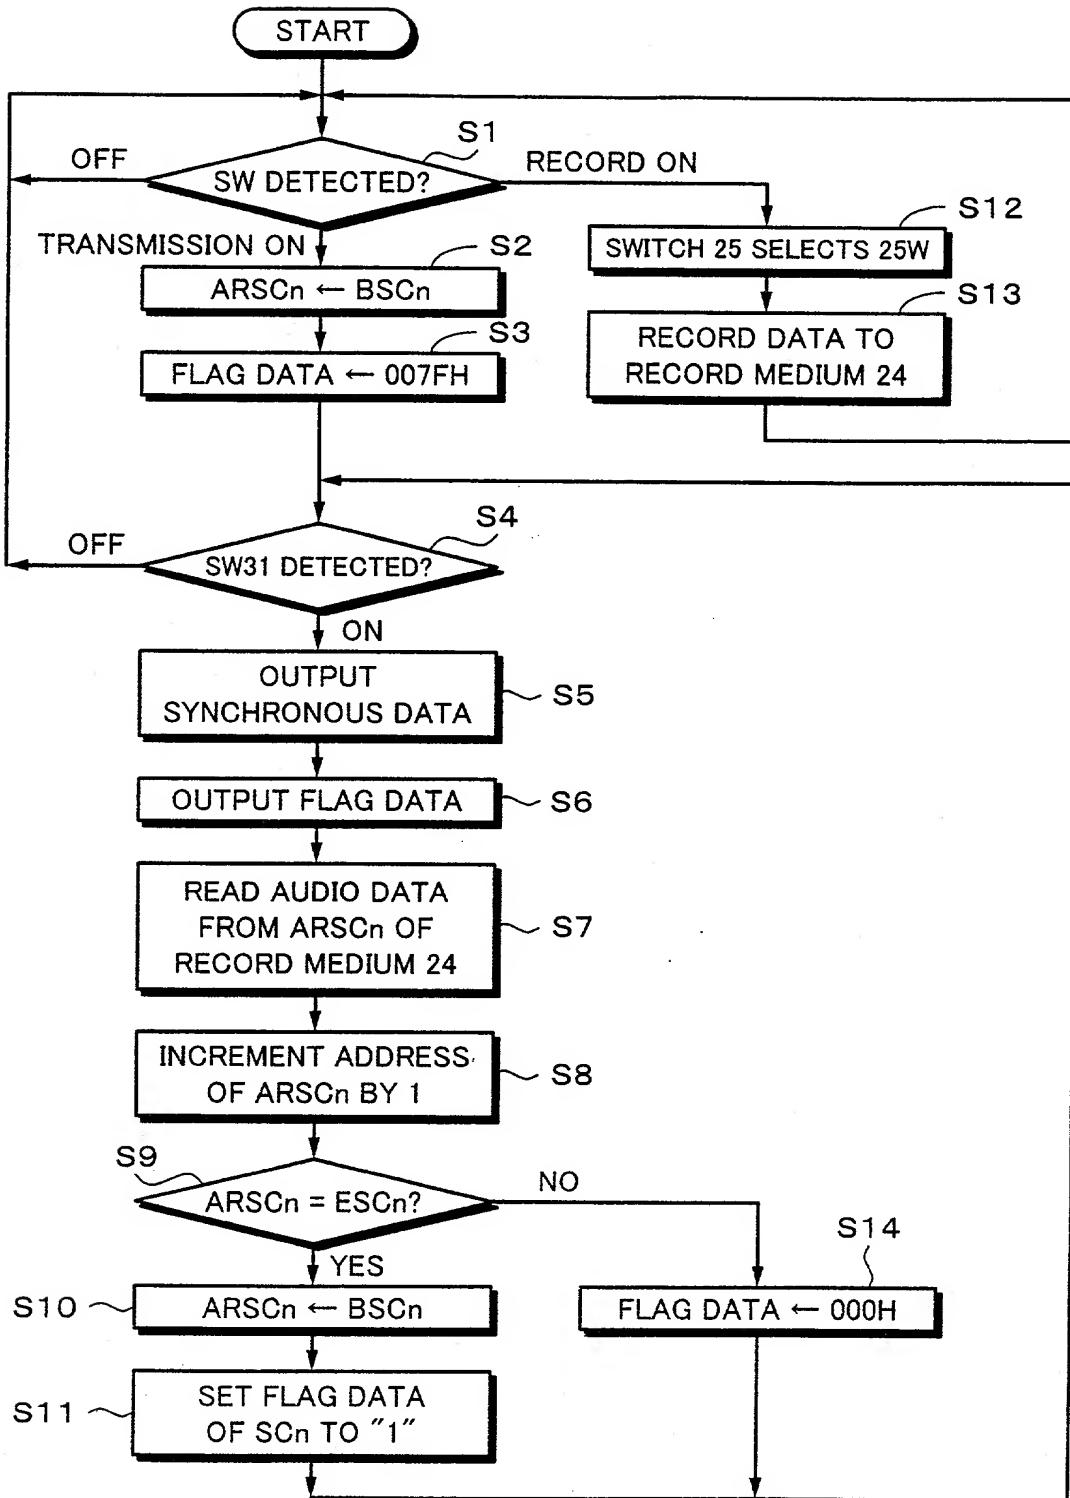 START
S1
OFF
SW DETECTED?
RECORD ON
S12
TRANSMISSION ON
S2
SWITCH 25 SELECTS 25W
ARSCn ← BSCn
S13
S3
RECORD DATA TO
RECORD MEDIUM 24
FLAG DATA ← 007FH
S4
OFF
SW31 DETECTED?
ON
OUTPUT
SYNCHRONOUS DATA
S5
OUTPUT FLAG DATA
S6
READ AUDIO DATA
FROM ARSCn OF
RECORD MEDIUM 24
S7
INCREMENT ADDRESS
OF ARSCn BY 1
S8
S9
ARSCn = ESCn?
NO
S14
YES
S10
ARSCn ← BSCn
FLAG DATA ← 000H
S11
SET FLAG DATA
OF SCn TO "1"